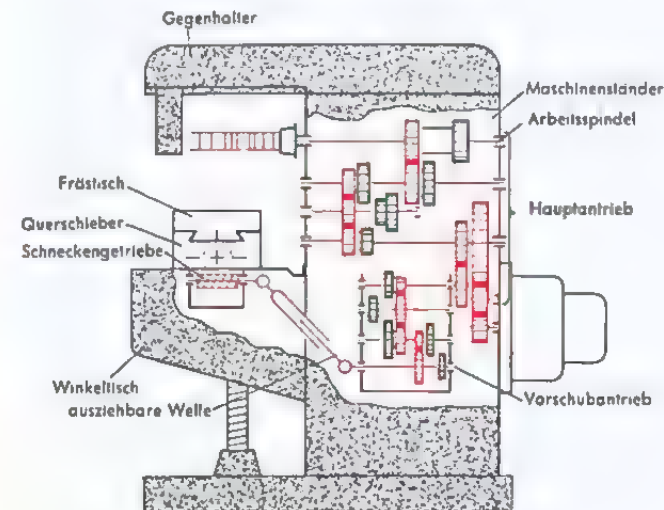 Gegenhalter
Maschinenständer
Arbeitsspindel
Frästisch
Querschieber
Hauptantrieb
Schneckengetriebe
Winkeltisch
ausziehbare Welle
Vorschubantrieb